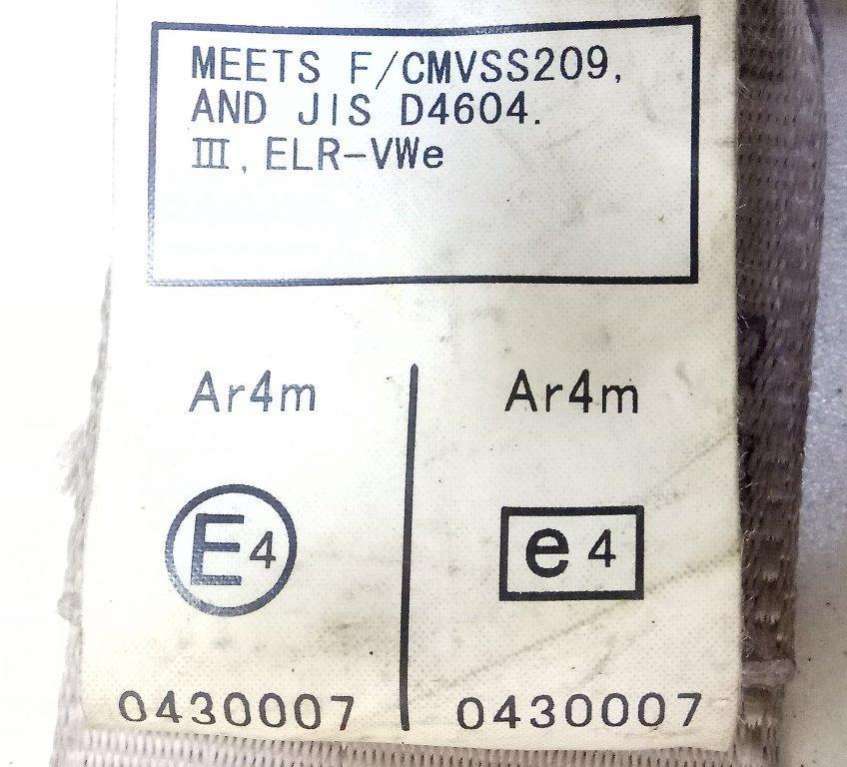 MEETS F/CMVSS209,
AND JIS D4604.
III, ELR-VWe
Ar4m
E4
0430007
Ar4m
e4
0430007